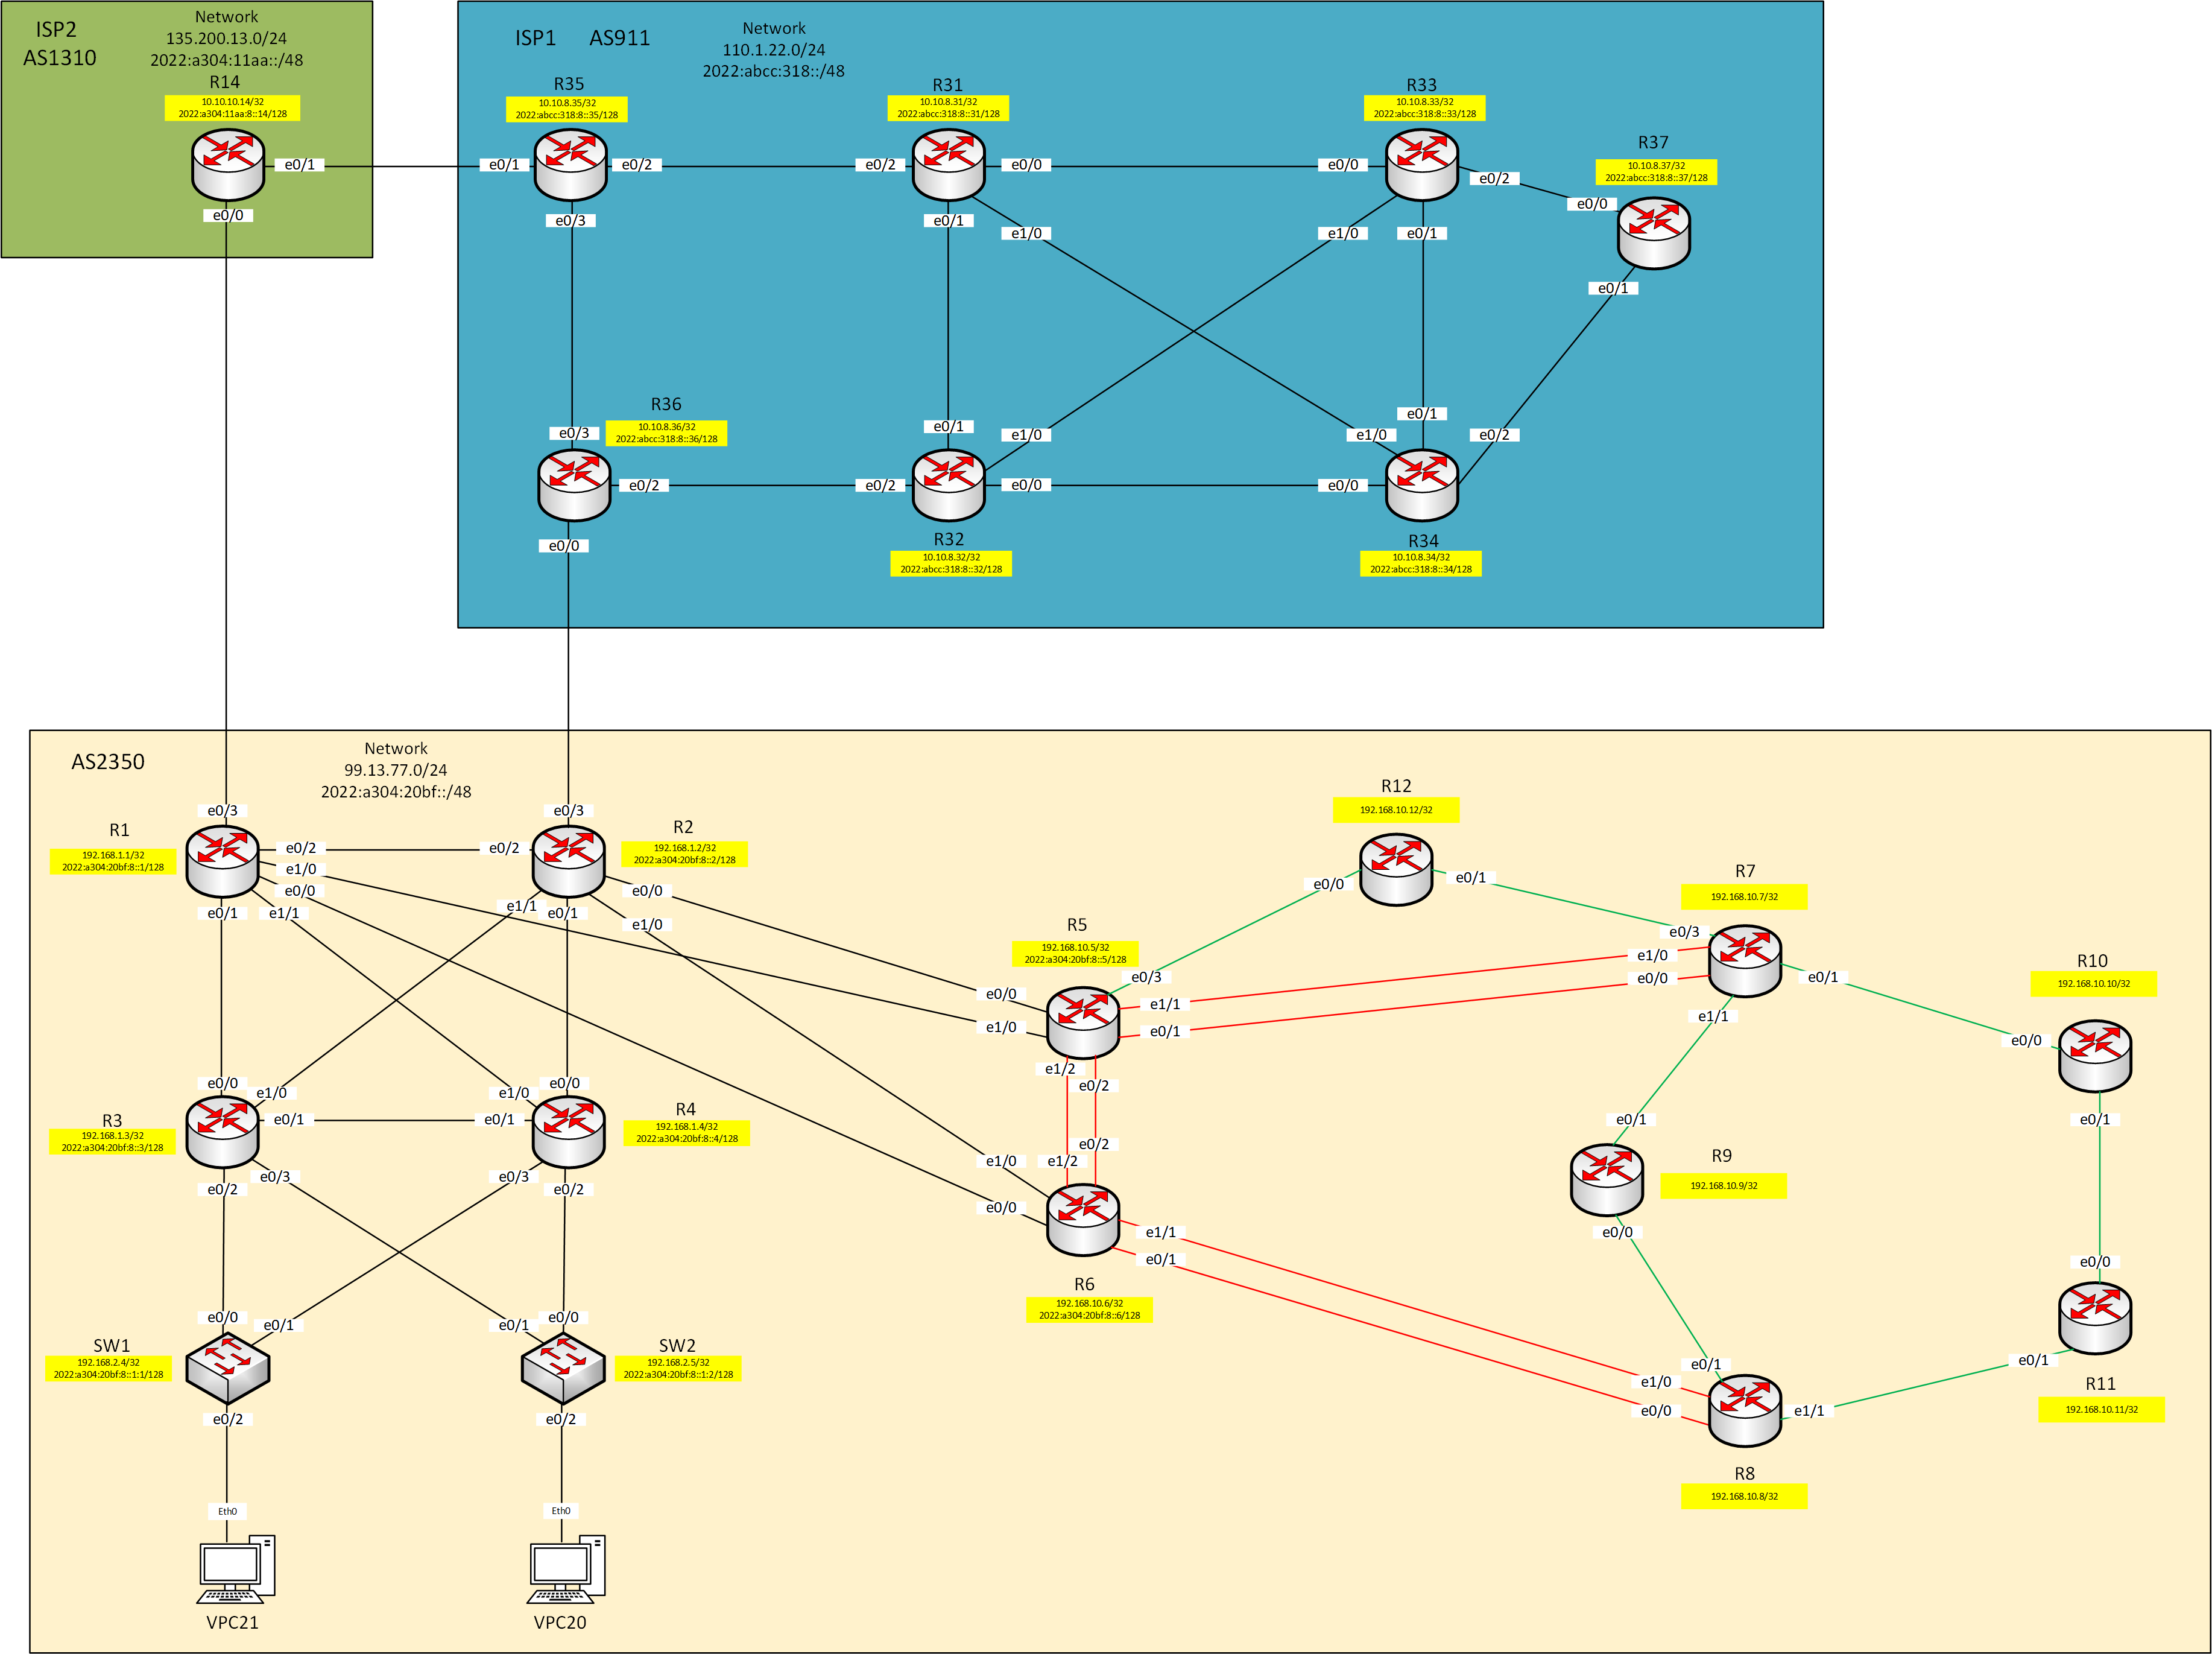 ISP2
AS1310
Network
135.200.13.0/24
2022:a304:11aa::/48
R14
10.10.10.14/32
2022:a304:11aa:8::14/128
e0/1
e0/0
ISP1 AS911
Network
110.1.22.0/24
2022:abcc:318::/48
R35
10.10.8.35/32
2022:abcc:318:8::35/128
e0/1
e0/2
e0/3
R31
10.10.8.31/32
2022:abcc:318:8::31/128
e0/2
e0/0
e0/1
e1/0
R33
10.10.8.33/32
2022:abcc:318:8::33/128
e0/0
e0/2
e1/0
e0/1
R37
10.10.8.37/32
2022:abcc:318:8::37/128
e0/0
e0/1
R36
10.10.8.36/32
2022:abcc:318:8::36/128
e0/3
e0/2
e0/0
e0/1
e1/0
e0/2
e0/0
R32
10.10.8.32/32
2022:abcc:318:8::32/128
e0/1
e1/0
e0/2
e0/0
R34
10.10.8.34/32
2022:abcc:318:8::34/128
AS2350
Network
99.13.77.0/24
2022:a304:20bf::/48
e0/3
R1
192.168.1.1/32
2022:a304:20bf:8::1/128
e0/2
e1/0
e0/0
e0/1
e1/1
e0/3
R2
192.168.1.2/32
2022:a304:20bf:8::2/128
e0/2
e0/0
e1/1
e0/1
e1/0
R12
192.168.10.12/32
e0/0
e0/1
R7
192.168.10.7/32
e0/3
e1/0
e0/0
e0/1
e1/1
R5
192.168.10.5/32
2022:a304:20bf:8::5/128
e0/3
e0/0
e1/1
e1/0
e0/1
e1/2
e0/2
R10
192.168.10.10/32
e0/0
e0/1
e0/0
e1/0
R3
192.168.1.3/32
2022:a304:20bf:8::3/128
e0/1
e0/2
e0/3
e1/0
e0/0
e0/1
R4
192.168.1.4/32
2022:a304:20bf:8::4/128
e0/3
e0/2
e0/2
e1/2
e1/0
e0/0
e1/1
e0/1
R6
192.168.10.6/32
2022:a304:20bf:8::6/128
e0/1
R9
192.168.10.9/32
e0/0
e0/0
e0/1
R11
192.168.10.11/32
e0/1
e1/0
e0/0
e1/1
R8
192.168.10.8/32
e0/0
e0/1
SW1
192.168.2.4/32
2022:a304:20bf:8::1:1/128
e0/2
e0/1
e0/0
SW2
192.168.2.5/32
2022:a304:20bf:8::1:2/128
e0/2
Eth0
Eth0
VPC21
VPC20